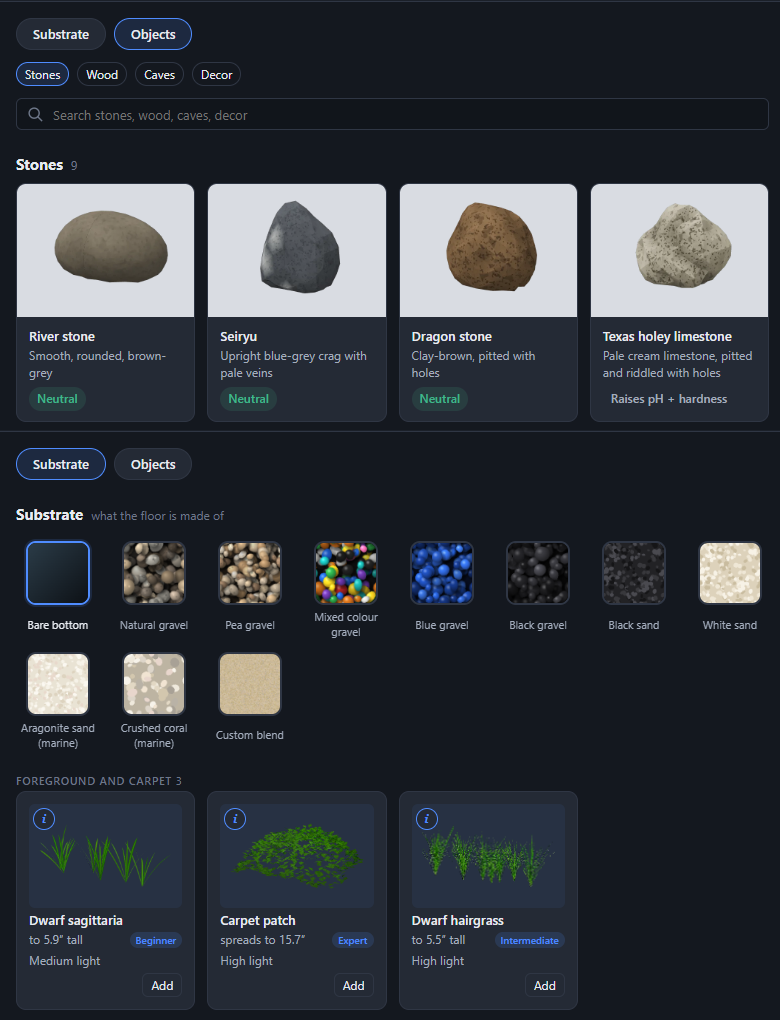 Substrate
Objects
Stones
Wood
Caves
Decor
Search stones, wood, caves, decor
Stones 9
River stone
Smooth, rounded, brown-
grey
Neutral
Seiryu
Upright blue-grey crag with
pale veins
Neutral
Dragon stone
Clay-brown, pitted with
holes
Neutral
Texas holey limestone
Pale cream limestone, pitted
and riddled with holes
Raises pH + hardness
Substrate
Objects
Substrate what the floor is made of
Bare bottom
Natural gravel
Pea gravel
Mixed colour
gravel
Blue gravel
Black gravel
Black sand
White sand
Aragonite sand
(marine)
Crushed coral
(marine)
Custom blend
FOREGROUND AND CARPET 3
i
Dwarf sagittaria
to 5.9″ tall
Beginner
Medium light
Add
i
Carpet patch
spreads to 15.7″
Expert
High light
Add
i
Dwarf hairgrass
to 5.5″ tall
Intermediate
High light
Add